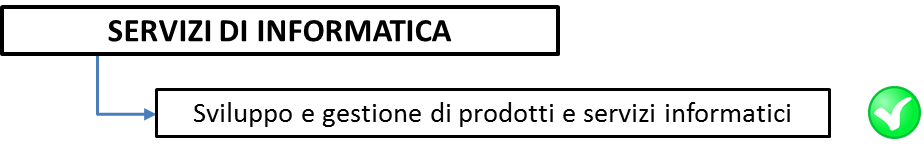 SERVIZI DI INFORMATICA
Sviluppo e gestione di prodotti e servizi informatici